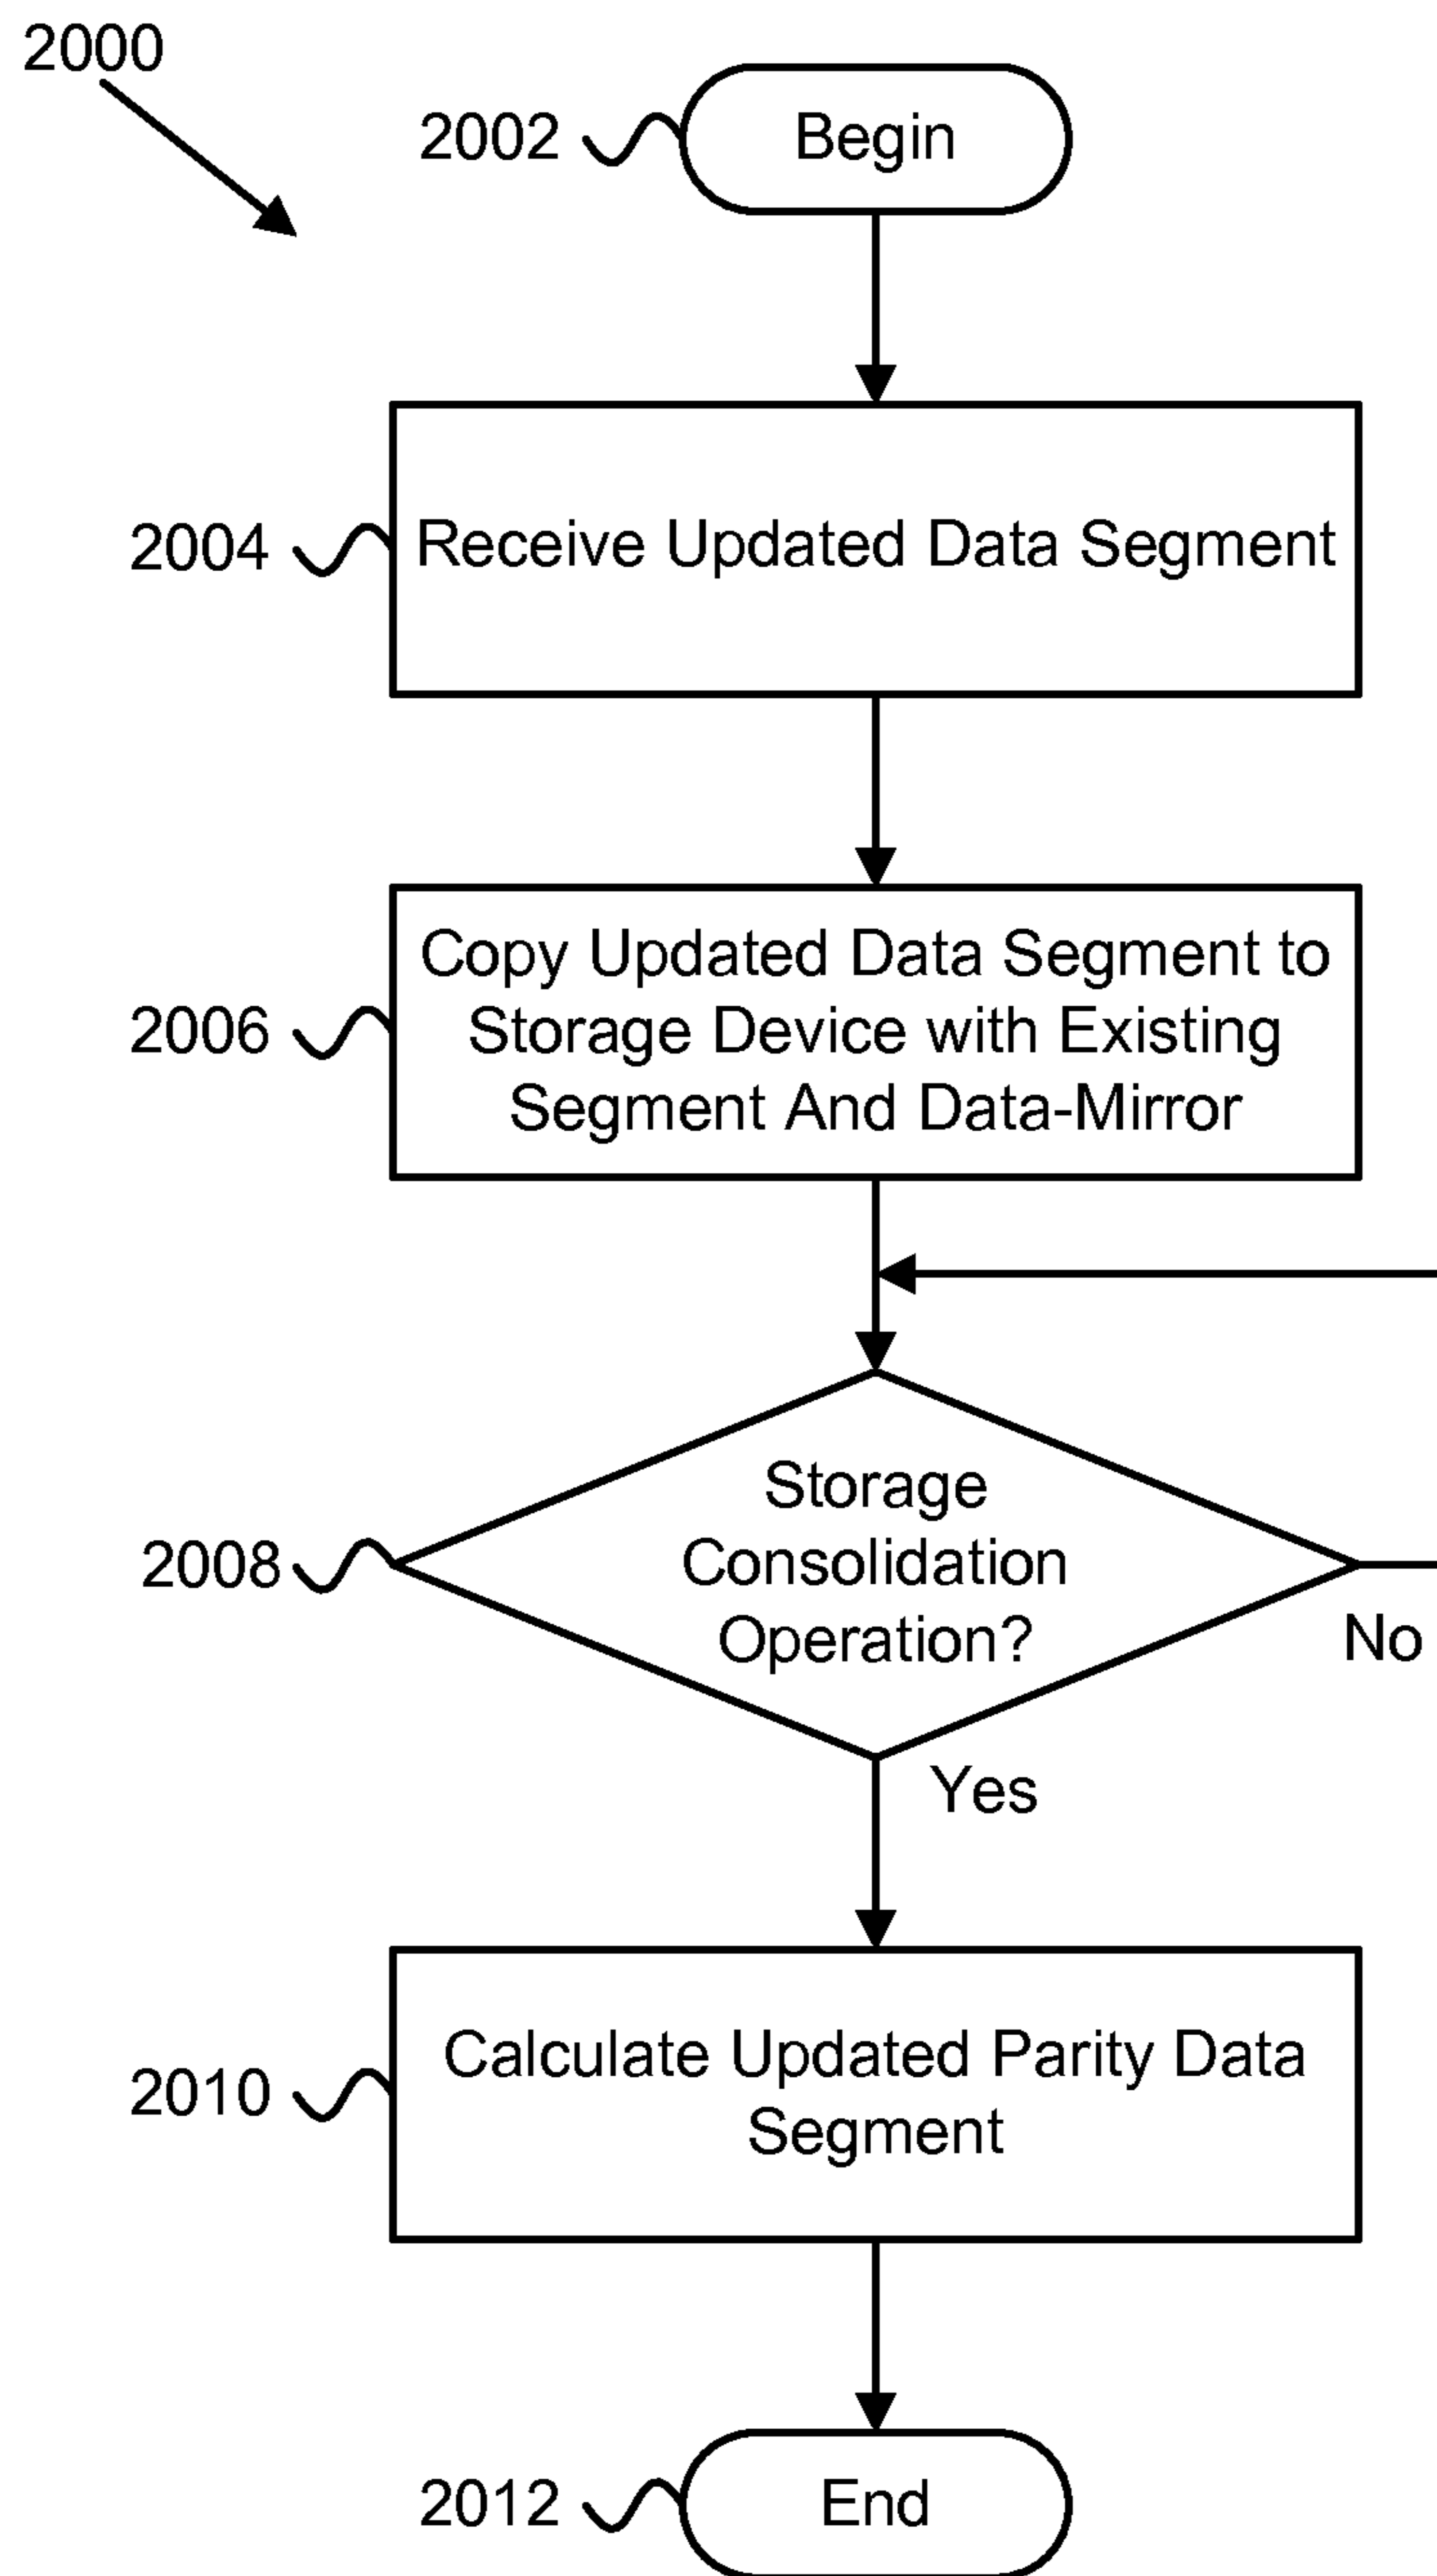 2000
2002
Begin
2004
Receive Updated Data Segment
2006
Copy Updated Data Segment to
Storage Device with Existing
Segment And Data-Mirror
2008
Storage
Consolidation
Operation?
No
Yes
2010
Calculate Updated Parity Data
Segment
2012
End